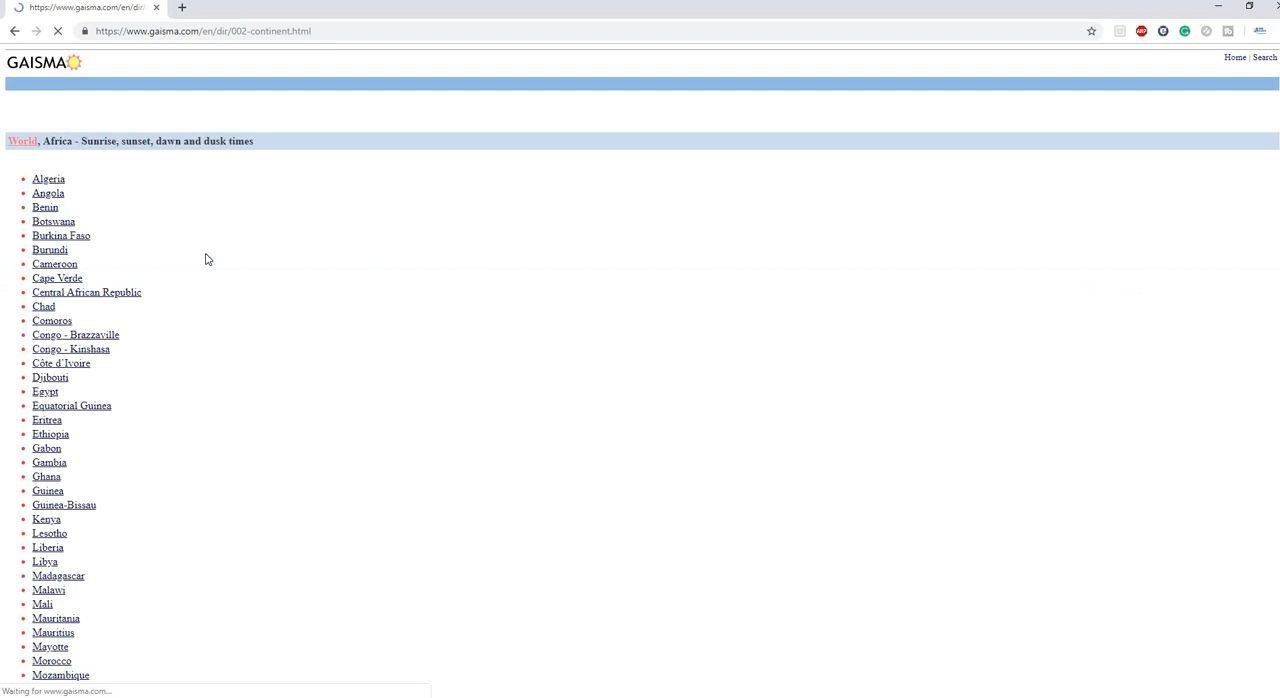 https://www.gaisma.com/en/dir/
https://www.gaisma.com/en/dir/002-continent.html
ABP
GAISMA
Home | Search
World, Africa - Sunrise, sunset, dawn and dusk times
Algeria
Angola
Benin
Botswana
Burkina Faso
Burundi
Cameroon
Cape Verde
Central African Republic
Chad
Comoros
Congo - Brazzaville
Congo - Kinshasa
Côte d'Ivoire
Djibouti
Egypt
Equatorial Guinea
Eritrea
Ethiopia
Gabon
Gambia
Ghana
Guinea
Guinea-Bissau
Kenya
Lesotho
Liberia
Libya
Madagascar
Malawi
Mali
Mauritania
Mauritius
Mayotte
Morocco
Mozambique
Waiting for www.gaisma.com...